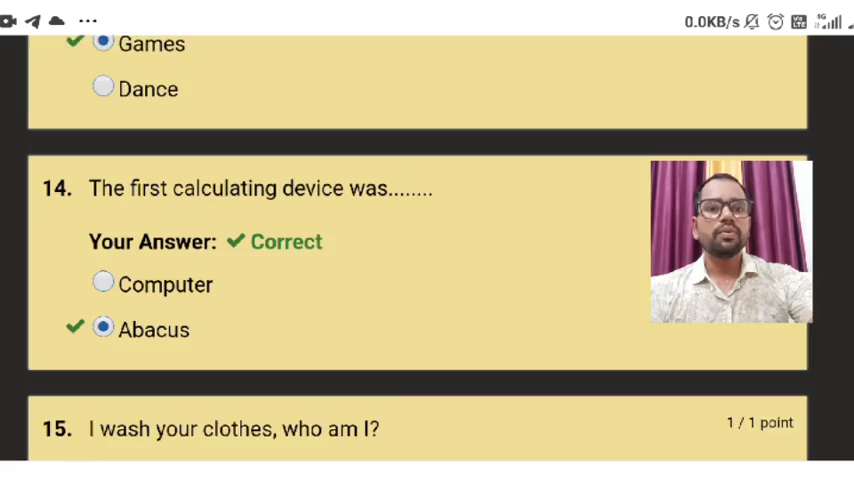 0.0KB/s 4G
Games
Dance
14. The first calculating device was........
Your Answer: Correct
Computer
Abacus
15. I wash your clothes, who am I?
1 / 1 point